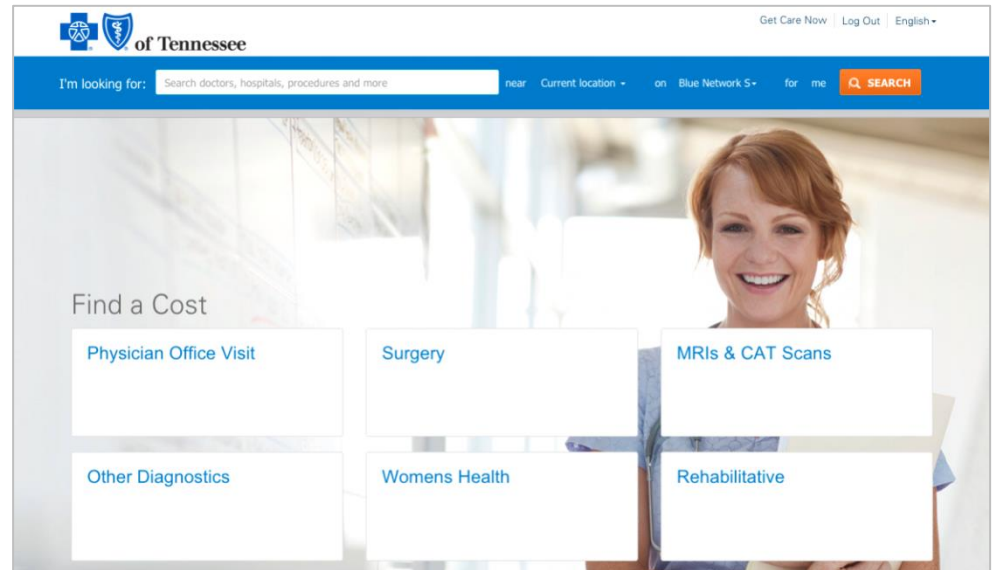 Get Care Now Log Out English
of Tennessee
I'm looking for: Search doctors, hospitals, procedures and more near Current location on Blue Network S for me SEARCH
Find a Cost
Physician Office Visit Surgery MRIs & CAT Scans
Other Diagnostics Womens Health Rehabilitative